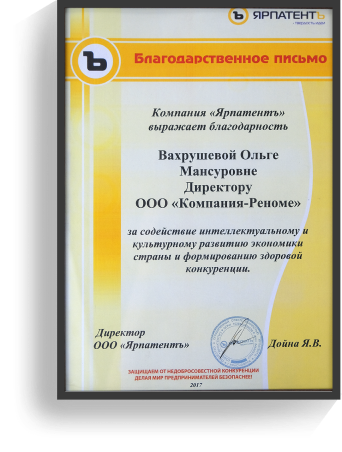 Ъ ЯРПАТЕНТЪ
Ъ
Благодарственное письмо
Компания «Ярпатентъ»
выражает благодарность
Вахрушевой Ольге
Мансуровне
Директору
ООО «Компания-Реноме»
за содействие интеллектуальному и
культурному развитию экономики
страны и формированию здоровой
конкуренции.
Директор
ООО «Ярпатентъ»
Дойна Я.В.
ЗАЩИЩАЕМ ОТ НЕДОБРОСОВЕСТНОЙ КОНКУРЕНЦИИ
ДЕЛАЯ МИР ПРЕДПРИНИМАТЕЛЕЙ БЕЗОПАСНЕЕ!
2017